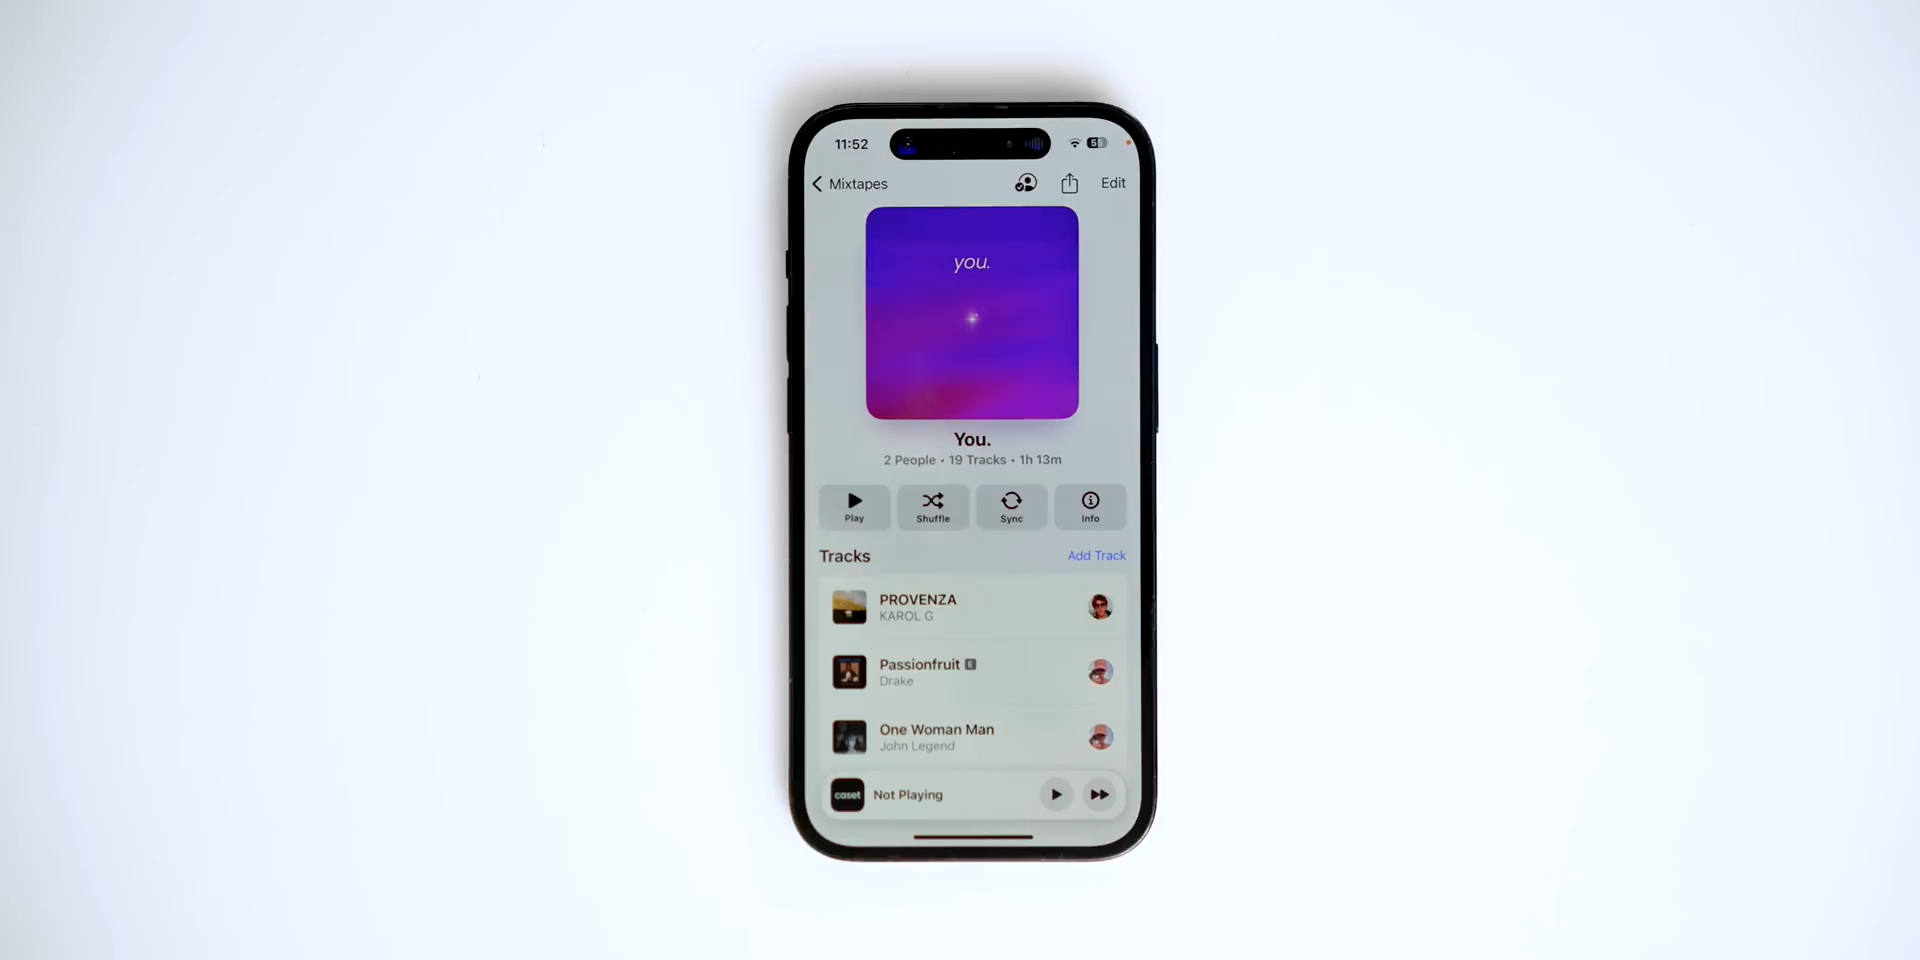 11:52
Mixtapes
Edit
you.
You.
2 People • 19 Tracks • 1h 13m
Play
Shuffle
Sync
Info
Tracks
Add Track
PROVENZA
KAROL G
Passionfruit E
Drake
One Woman Man
John Legend
caset
Not Playing